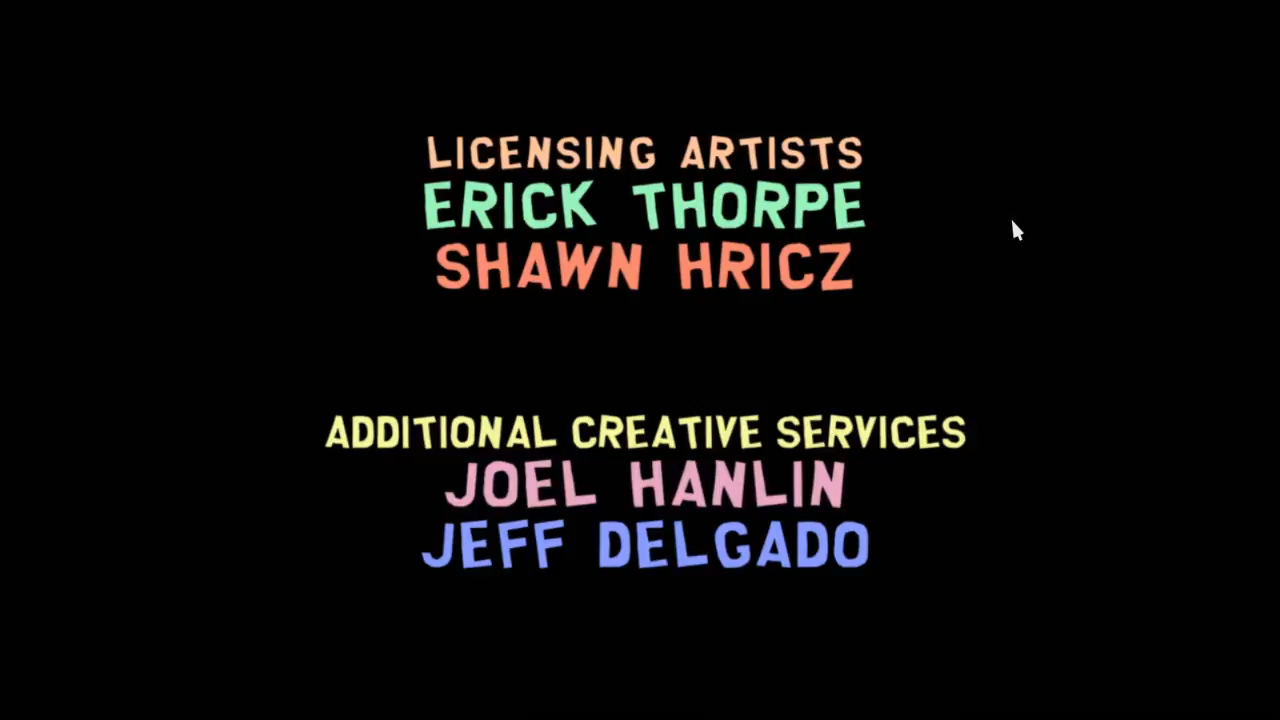 LICENSING ARTISTS
ERICK THORPE
SHAWN HRICZ
ADDITIONAL CREATIVE SERVICES
JOEL HANLIN
JEFF DELGADO